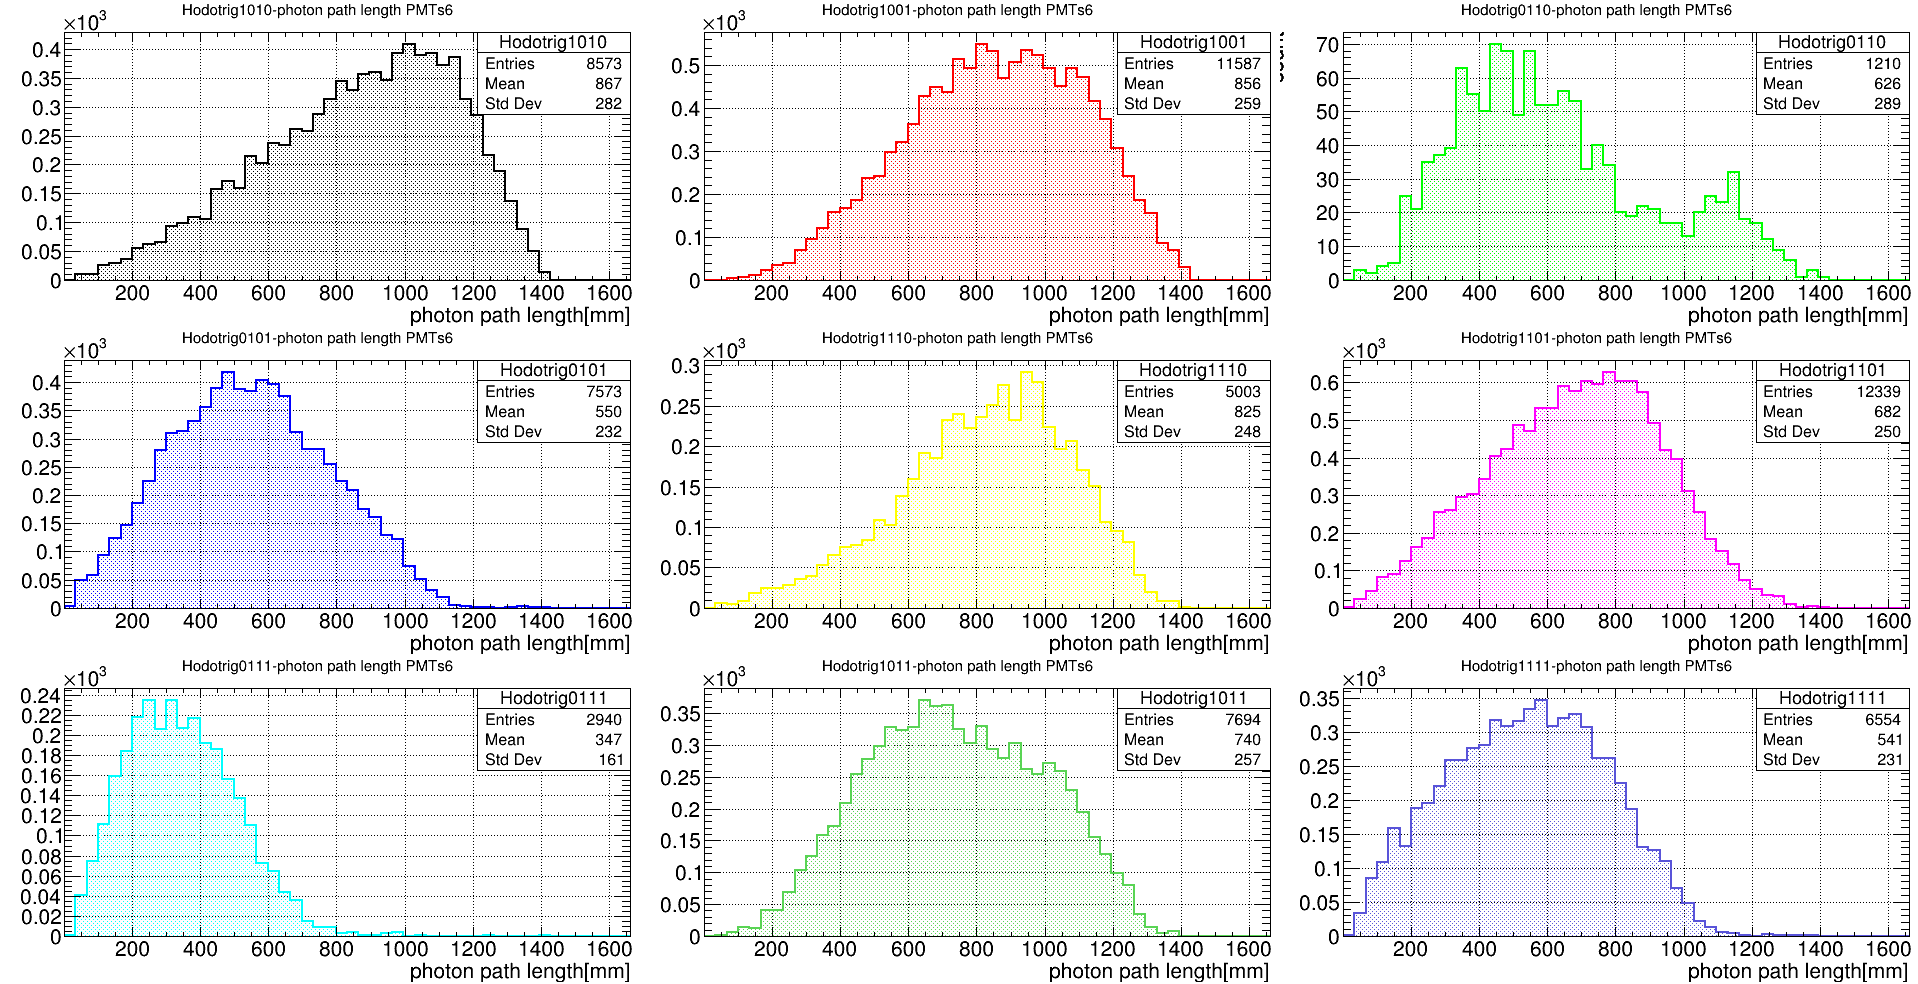 Hodotrig1010-photon path length PMTs6
×10³
Hodotrig1010
Entries 8573
Mean 867
Std Dev 282
0.4
0.35
0.3
0.25
0.2
0.15
0.1
0.05
0
200 400 600 800 1000 1200 1400 1600
photon path length[mm]
Hodotrig1001-photon path length PMTs6
×10³
Hodotrig1001
Entries 11587
Mean 856
Std Dev 259
0.5
0.4
0.3
0.2
0.1
0
200 400 600 800 1000 1200 1400 1600
photon path length[mm]
Hodotrig0110-photon path length PMTs6
Hodotrig0110
Entries 1210
Mean 626
Std Dev 289
70
60
50
40
30
20
10
0
200 400 600 800 1000 1200 1400 1600
photon path length[mm]
Hodotrig0101-photon path length PMTs6
×10³
Hodotrig0101
Entries 7573
Mean 550
Std Dev 232
0.4
0.35
0.3
0.25
0.2
0.15
0.1
0.05
0
200 400 600 800 1000 1200 1400 1600
photon path length[mm]
Hodotrig1110-photon path length PMTs6
×10³
Hodotrig1110
Entries 5003
Mean 825
Std Dev 248
0.3
0.25
0.2
0.15
0.1
0.05
0
200 400 600 800 1000 1200 1400 1600
photon path length[mm]
Hodotrig1101-photon path length PMTs6
×10³
Hodotrig1101
Entries 12339
Mean 682
Std Dev 250
0.6
0.5
0.4
0.3
0.2
0.1
0
200 400 600 800 1000 1200 1400 1600
photon path length[mm]
Hodotrig0111-photon path length PMTs6
×10³
Hodotrig0111
Entries 2940
Mean 347
Std Dev 161
0.24
0.22
0.2
0.18
0.16
0.14
0.12
0.1
0.08
0.06
0.04
0.02
0
200 400 600 800 1000 1200 1400 1600
photon path length[mm]
Hodotrig1011-photon path length PMTs6
×10³
Hodotrig1011
Entries 7694
Mean 740
Std Dev 257
0.35
0.3
0.25
0.2
0.15
0.1
0.05
0
200 400 600 800 1000 1200 1400 1600
photon path length[mm]
Hodotrig1111-photon path length PMTs6
×10³
Hodotrig1111
Entries 6554
Mean 541
Std Dev 231
0.35
0.3
0.25
0.2
0.15
0.1
0.05
0
200 400 600 800 1000 1200 1400 1600
photon path length[mm]